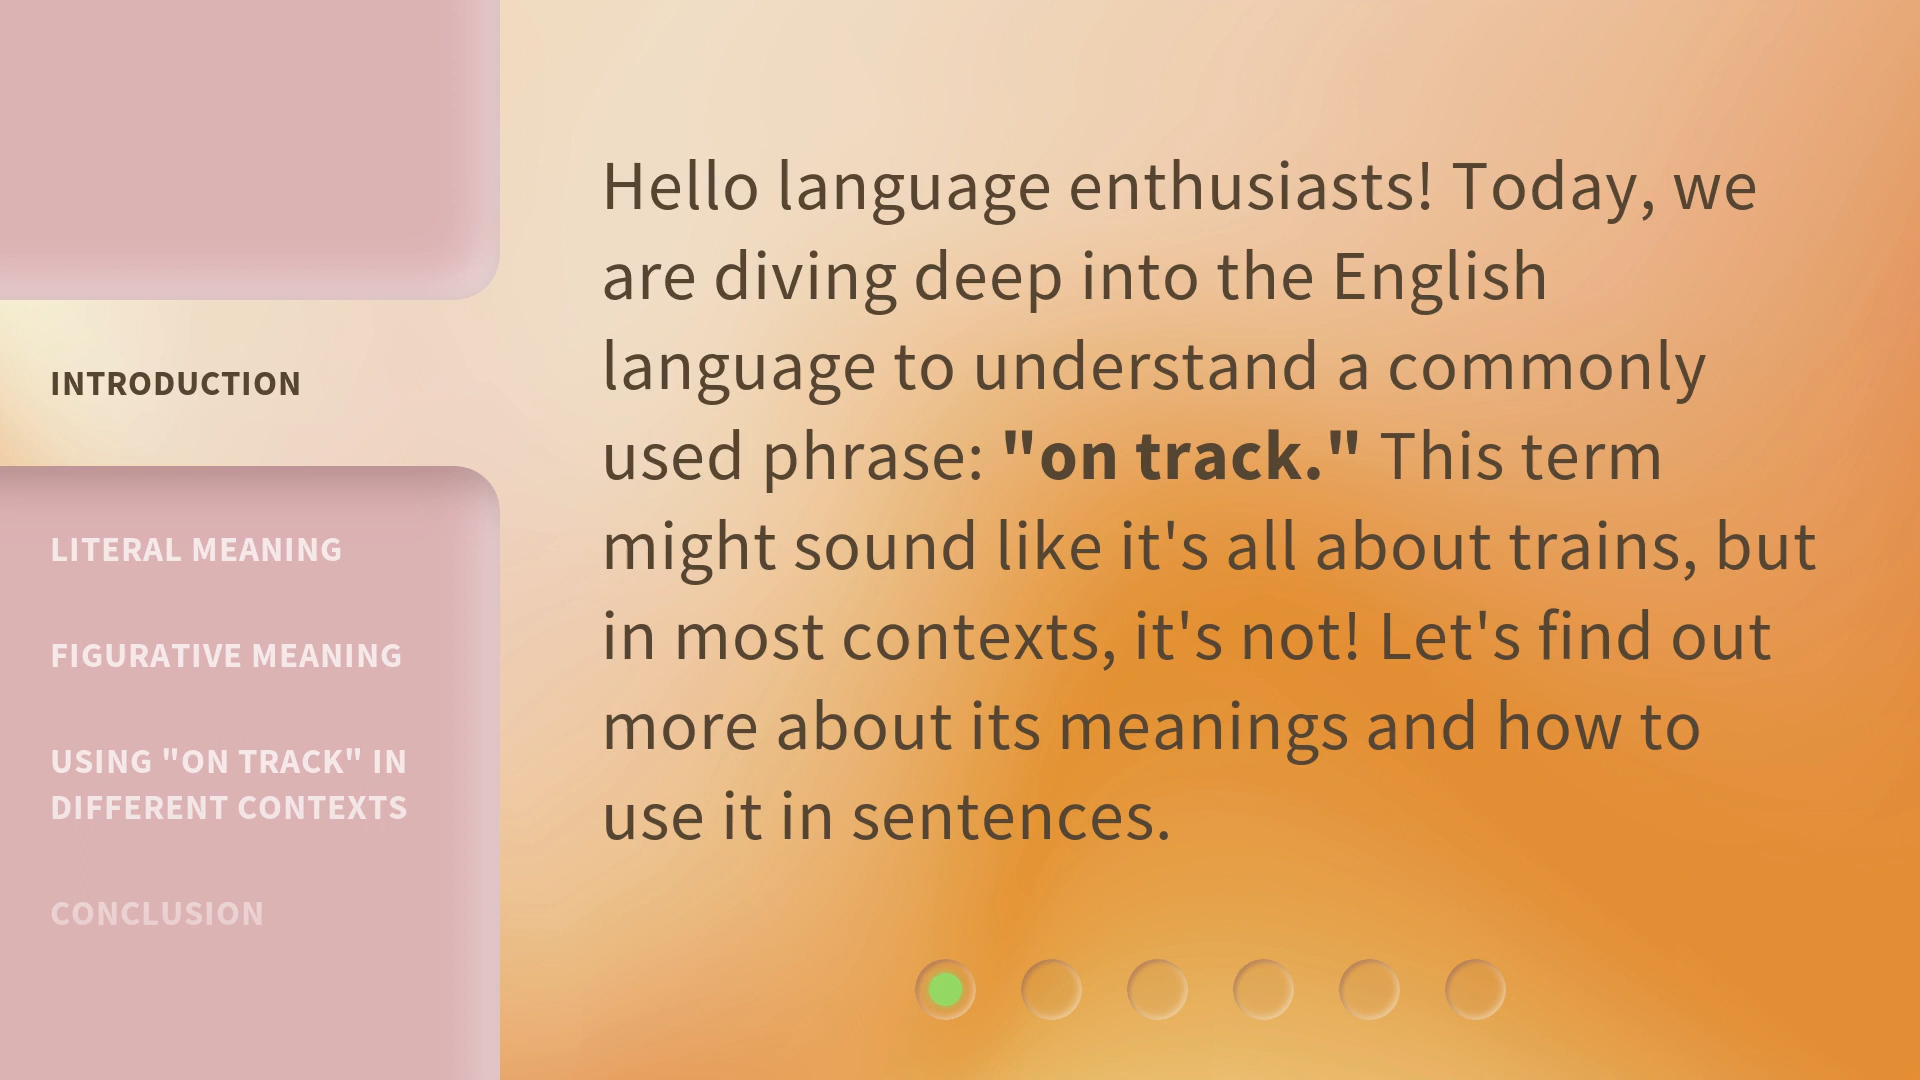 INTRODUCTION
LITERAL MEANING
FIGURATIVE MEANING
USING "ON TRACK" IN
DIFFERENT CONTEXTS
CONCLUSION
Hello language enthusiasts! Today, we
are diving deep into the English
language to understand a commonly
used phrase: "on track." This term
might sound like it's all about trains, but
in most contexts, it's not! Let's find out
more about its meanings and how to
use it in sentences.